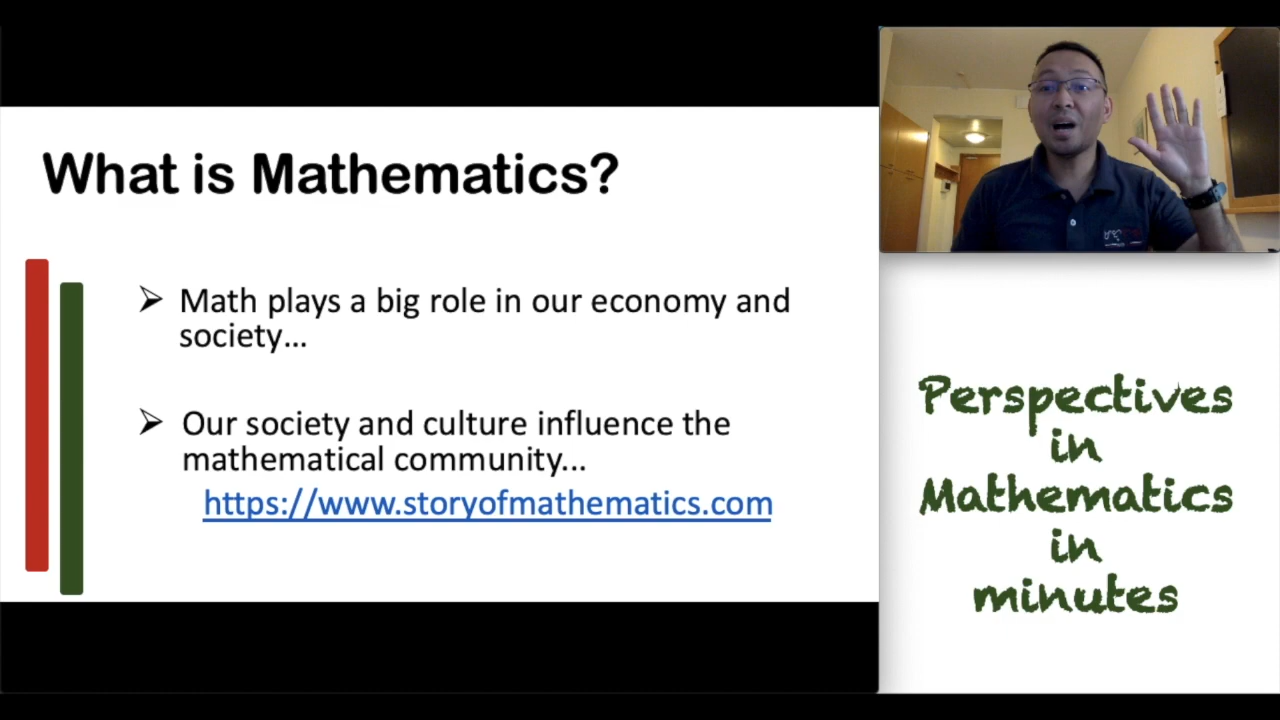 What is Mathematics?
➢ Math plays a big role in our economy and
society...
➢ Our society and culture influence the
mathematical community...
https://www.storyofmathematics.com
Perspectives
in
Mathematics
in
minutes